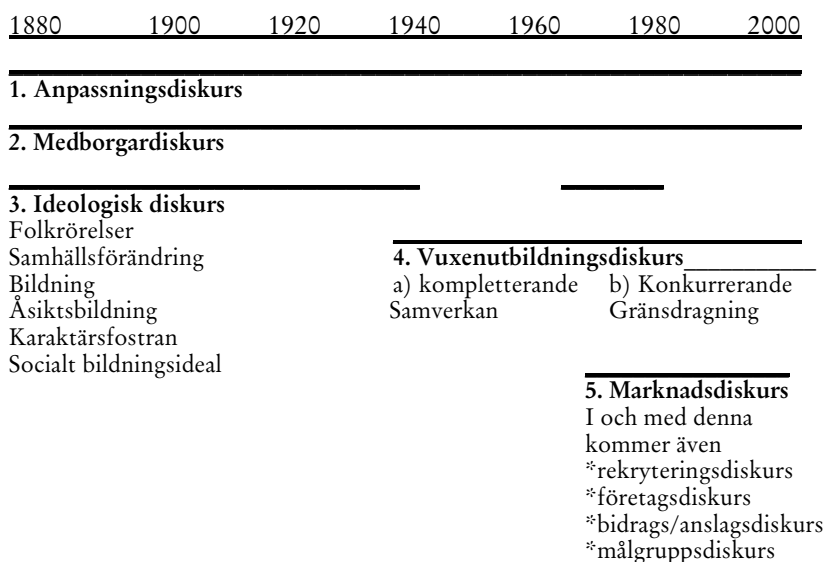 1880 1900 1920 1940 1960 1980 2000
1. Anpassningsdiskurs
2. Medborgardiskurs
3. Ideologisk diskurs
Folkrörelser
Samhällsförändring
Bildning
Åsiktsbildning
Karaktärsfostran
Socialt bildningsideal
4. Vuxenutbildningsdiskurs___________
a) kompletterande b) Konkurrerande
Samverkan Gränsdragning
5. Marknadsdiskurs
I och med denna
kommer även
*rekryteringsdiskurs
*företagsdiskurs
*bidrags/anslagsdiskurs
*målgruppsdiskurs